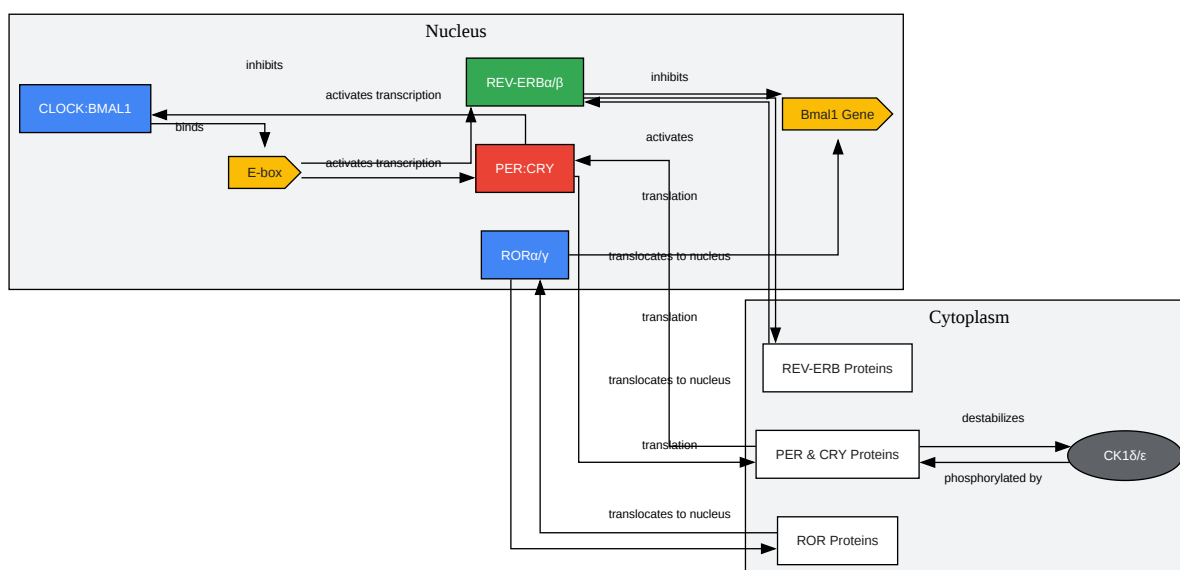 Nucleus
inhibits
REV-ERBα/β
inhibits
activates transcription
CLOCK:BMAL1
Bmal1 Gene
binds
activates
activates transcription
E-box
PER:CRY
translation
RORα/γ
translocates to nucleus
translation
Cytoplasm
REV-ERB Proteins
translocates to nucleus
destabilizes
translation
PER & CRY Proteins
CK1δ/ε
phosphorylated by
translocates to nucleus
ROR Proteins